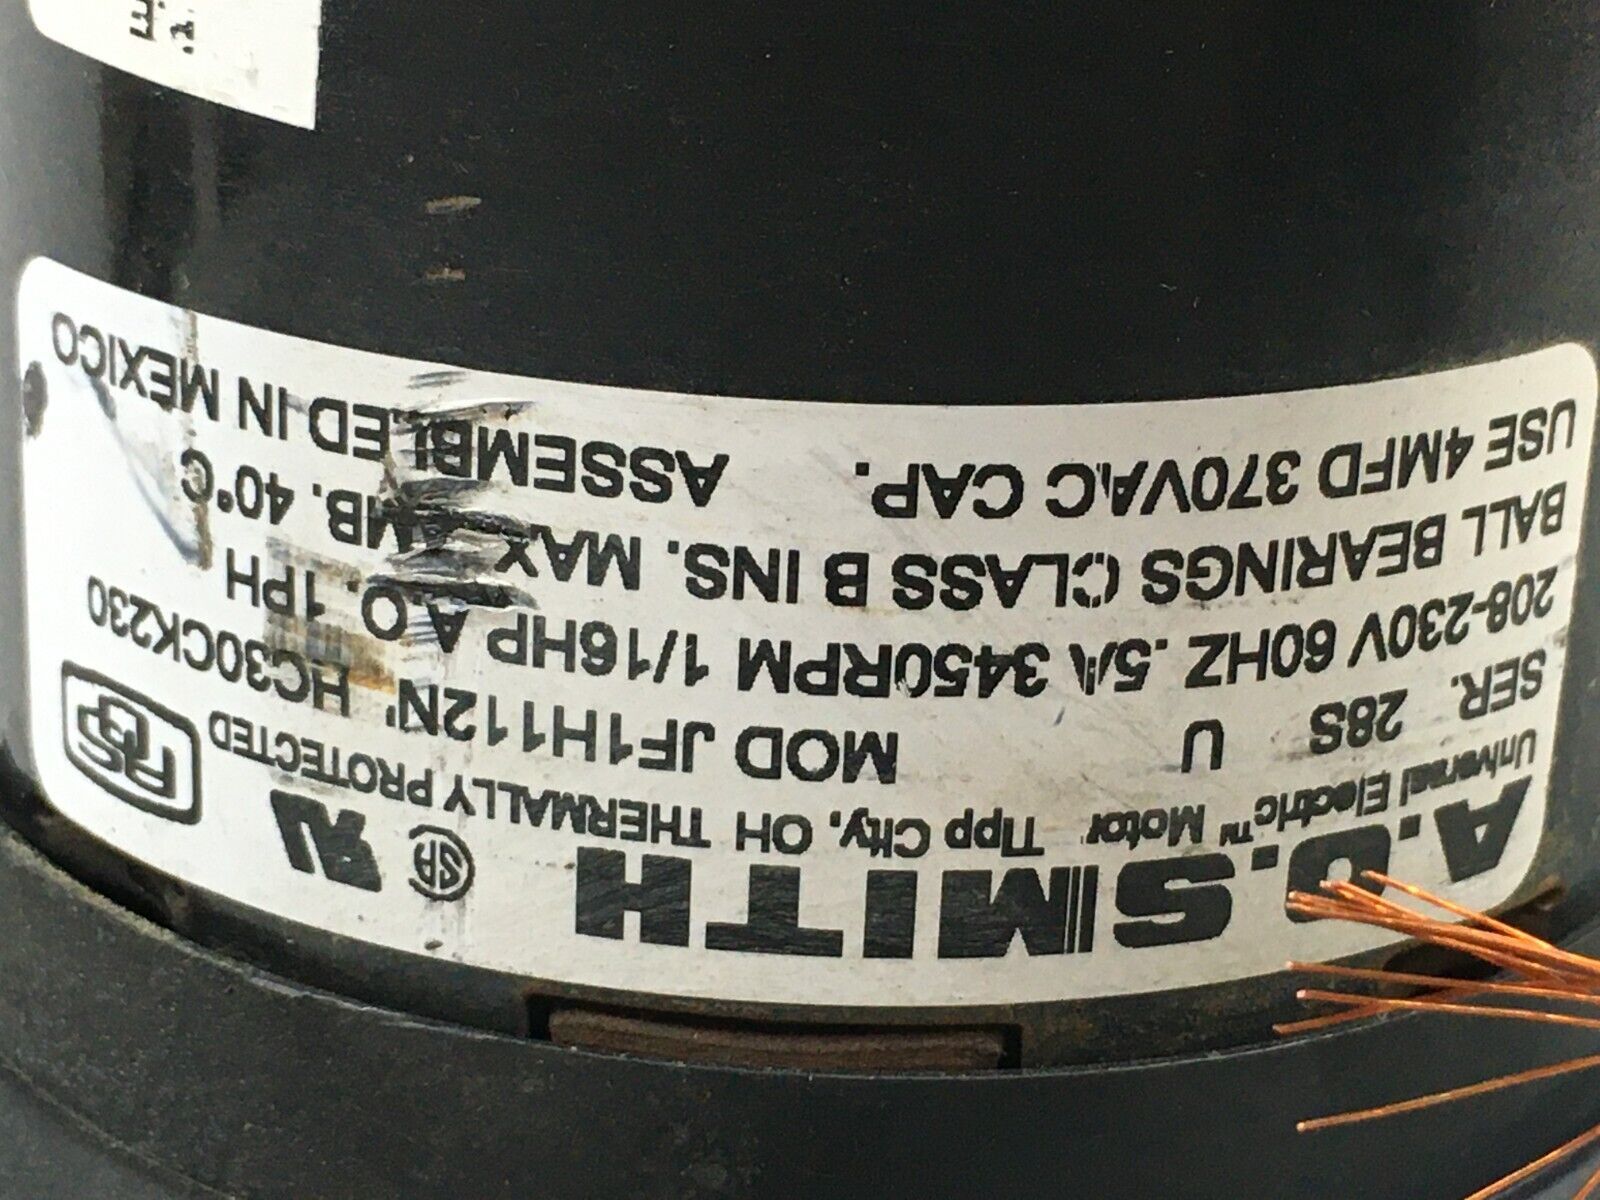 A.O.SMITH
Universal Electric™ Motor Tipp City, OH THERMALLY PROTECTED
SER. 28S U MOD JF1H112N HC30CK230
208-230V 60HZ .5A 3450RPM 1/16HP A.O. 1PH
BALL BEARINGS CLASS B INS. MAX. AMB. 40°C
USE 4MFD 370VAC CAP. ASSEMBLED IN MEXICO